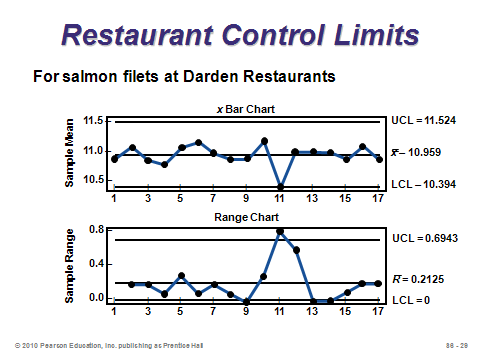 Restaurant Control Limits
For salmon filets at Darden Restaurants
x Bar Chart
Sample Mean
11.5
11.0
10.5
UCL = 11.524
x̿ – 10.959
LCL – 10.394
1 3 5 7 9 11 13 15 17
Range Chart
Sample Range
0.8
0.4
0.0
UCL = 0.6943
R̄ = 0.2125
LCL = 0
1 3 5 7 9 11 13 15 17
© 2010 Pearson Education, Inc. publishing as Prentice Hall
S6 - 29